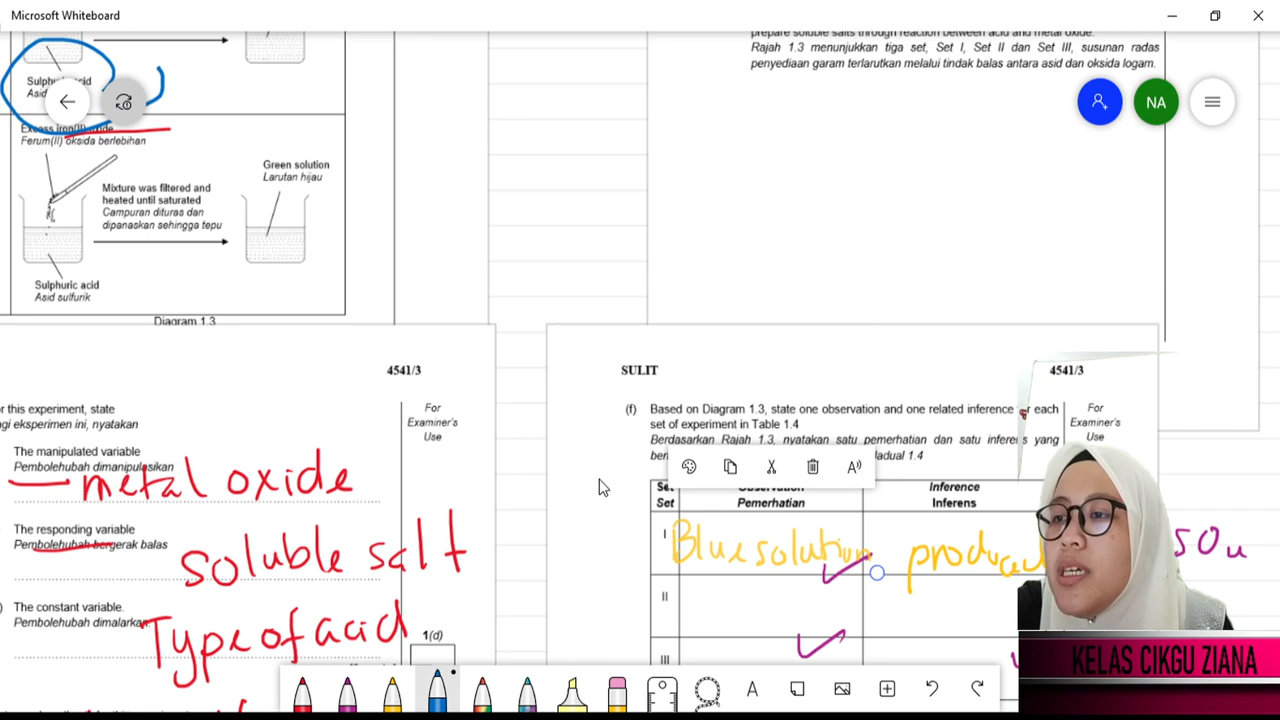 Microsoft Whiteboard
prepare soluble salts through reaction between acid and metal oxide.
Rajah 1.3 menunjukkan tiga set, Set I, Set II dan Set III, susunan radas
penyediaan garam terlarutkan melalui tindak balas antara asid dan oksida logam.
NA
Excess iron(II) oxide
Ferum(II) oksida berlebihan
Mixture was filtered and
heated until saturated
Campuran dituras dan
dipanaskan sehingga tepu
Green solution
Larutan hijau
Sulphuric acid
Asid sulfurik
Diagram 1.3
4541/3
For
Examiner's
Use
or this experiment, state
gi eksperimen ini, nyatakan
The manipulated variable
Pembolehubah dimanipulasikan
metal oxide
The responding variable
Pembolehubah bergerak balas
soluble salt
The constant variable.
Pembolehubah dimalarkan.
Type of acid
1(d)
SULIT
4541/3
(f) Based on Diagram 1.3, state one observation and one related inference each
set of experiment in Table 1.4
Berdasarkan Rajah 1.3, nyatakan satu pemerhatian dan satu yang
Jadual 1.4
For
Examiner's
Use
Set
Pemerhatian
Inference
Inferens
I
Blue solution
II
III
KELAS CIKGU ZIANA